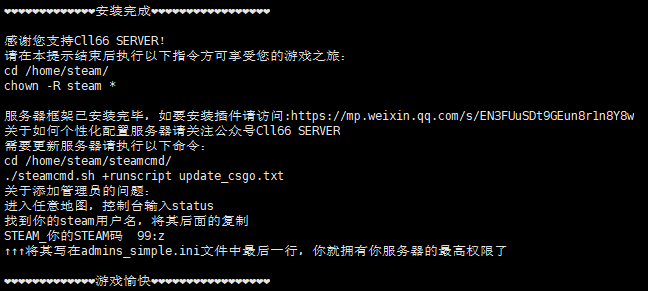 ❤❤❤❤❤❤❤❤❤❤❤❤❤安装完成❤❤❤❤❤❤❤❤❤❤❤❤❤❤❤❤❤
感谢您支持Cll66 SERVER!
请在本提示结束后执行以下指令方可享受您的游戏之旅:
cd /home/steam/
chown -R steam *
服务器框架已安装完毕, 如要安装插件请访问:https://mp.weixin.qq.com/s/EN3FUuSDt9GEun8r1n8Y8w
关于如何个性化配置服务器请关注公众号Cll66 SERVER
需要更新服务器请执行以下命令:
cd /home/steam/steamcmd/
./steamcmd.sh +runscript update_csgo.txt
关于添加管理员的问题:
进入任意地图, 控制台输入status
找到你的steam用户名, 将其后面的复制
STEAM_你的STEAM码  99:z
↑↑↑将其写在admins_simple.ini文件中最后一行, 你就拥有你服务器的最高权限了
❤❤❤❤❤❤❤❤❤❤❤❤❤游戏愉快❤❤❤❤❤❤❤❤❤❤❤❤❤❤❤❤❤